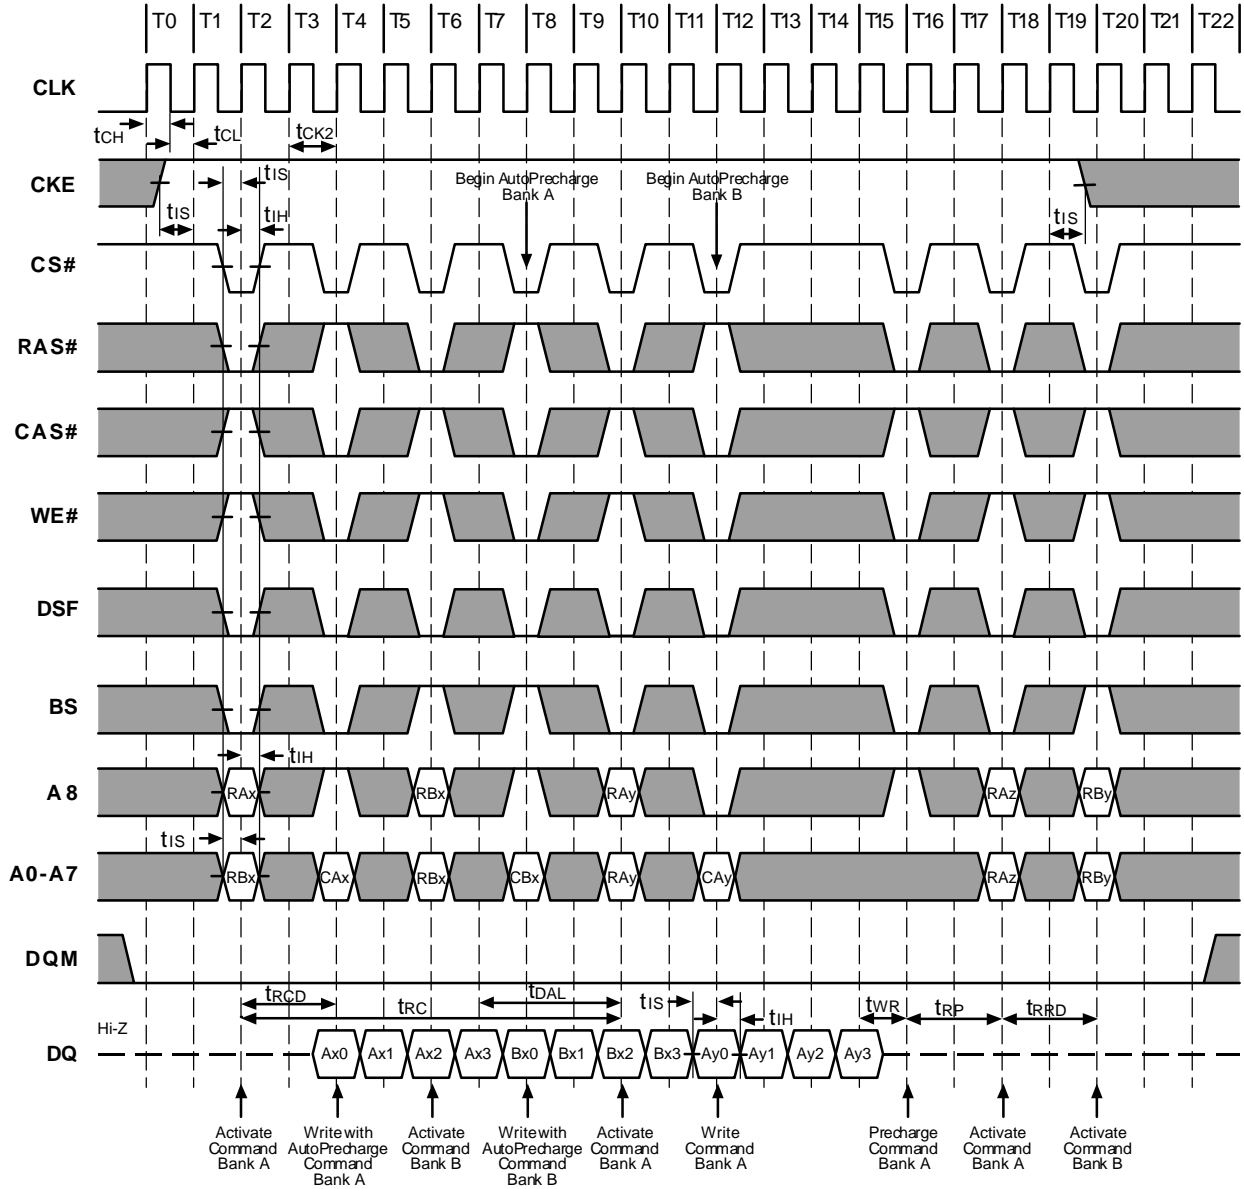 T0 T1 T2 T3 T4 T5 T6 T7 T8 T9 T10 T11 T12 T13 T14 T15 T16 T17 T18 T19 T20 T21 T22
CLK
tCH tCL tCK2
CKE
tIS
Begin AutoPrecharge
Bank A
Begin AutoPrecharge
Bank B
tIS tIH tIS
CS#
RAS#
CAS#
WE#
DSF
BS
tIH
A8 RAx RBx RAy RAz RBy
tIS
A0-A7 RBx CAx RBx CBx RAy CAy RAz RBy
DQM
tRCD tRC tDAL tIS tIH tWR tRP tRRD
Hi-Z
DQ Ax0 Ax1 Ax2 Ax3 Bx0 Bx1 Bx2 Bx3 Ay0 Ay1 Ay2 Ay3
Activate
Command
Bank A
Write with
AutoPrecharge
Command
Bank A
Activate
Command
Bank B
Write with
AutoPrecharge
Command
Bank B
Activate
Command
Bank A
Write
Command
Bank A
Precharge
Command
Bank A
Activate
Command
Bank A
Activate
Command
Bank B